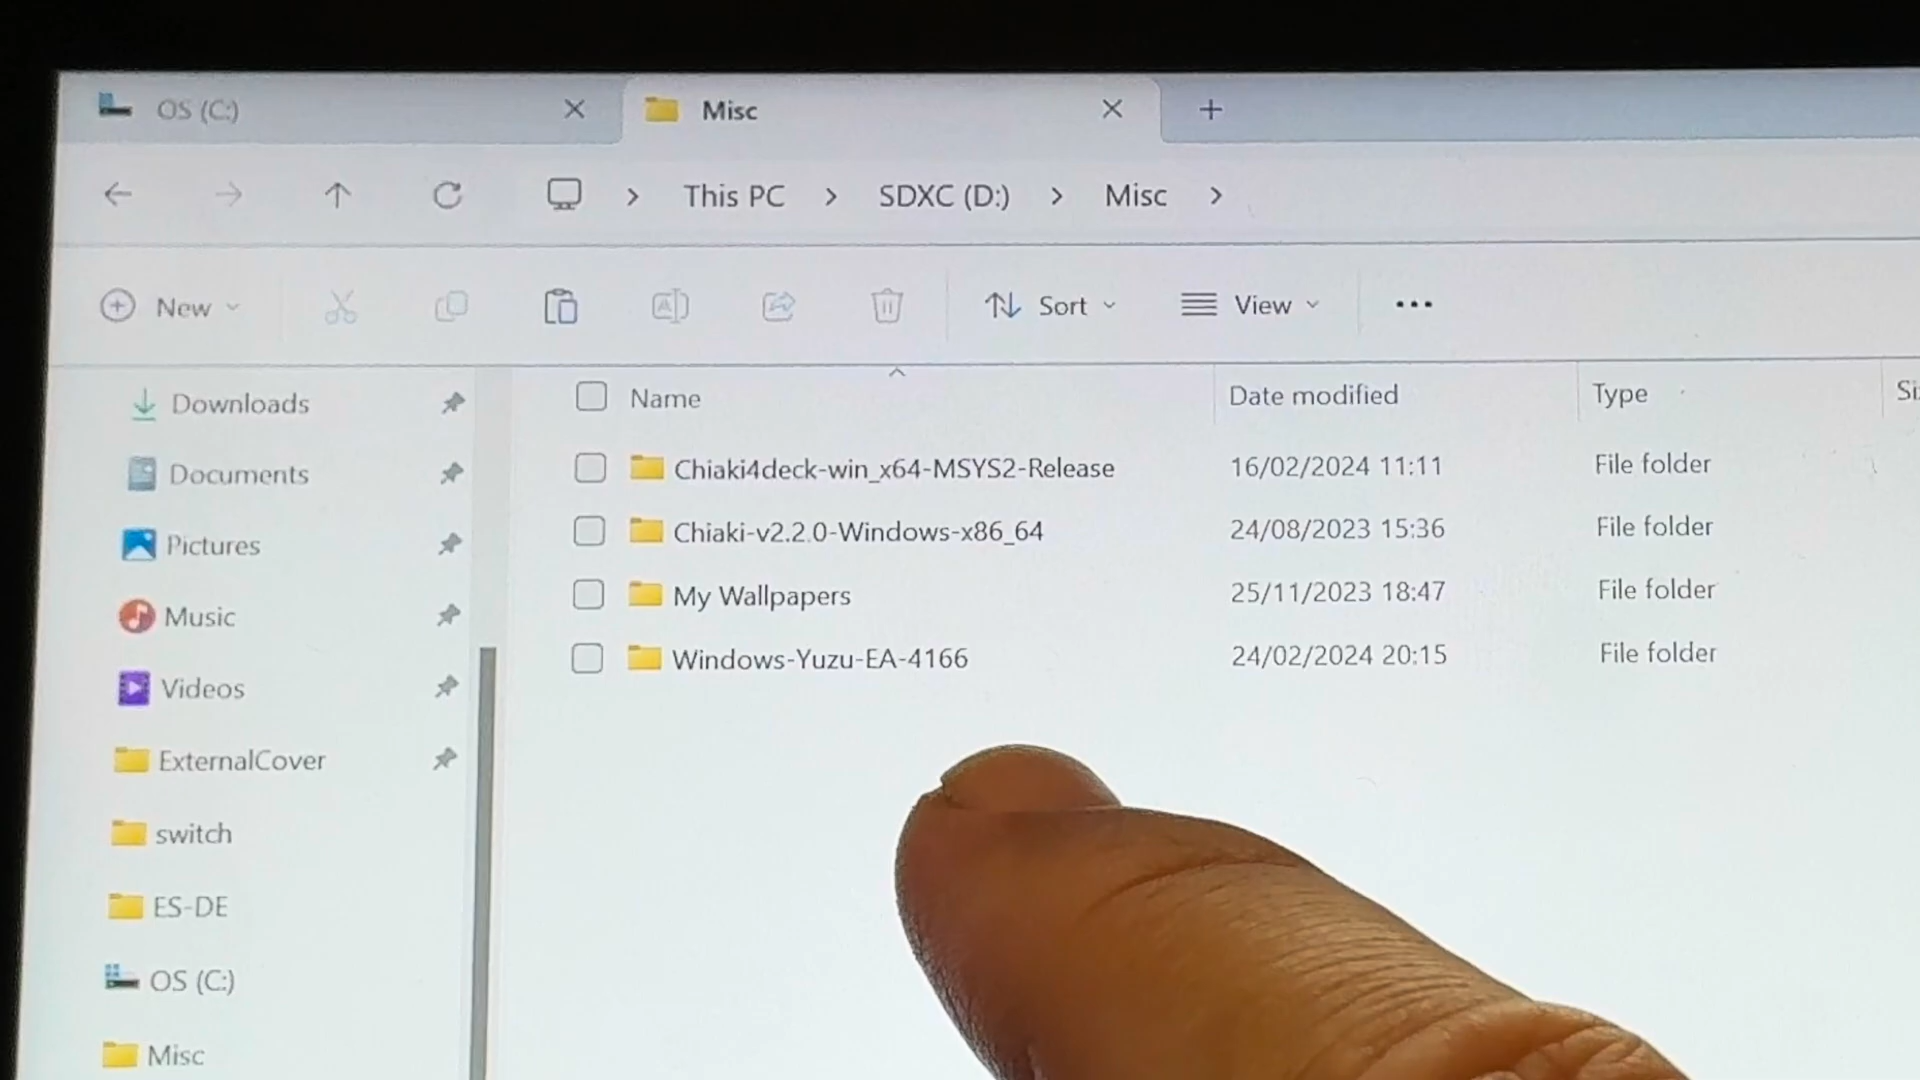 OS (C:)
Misc
This PC > SDXC (D:) > Misc >
New
Sort
View
Downloads
Documents
Pictures
Music
Videos
ExternalCover
switch
ES-DE
OS (C:)
Misc
Name Date modified Type
Chiaki4deck-win_x64-MSYS2-Release 16/02/2024 11:11 File folder
Chiaki-v2.2.0-Windows-x86_64 24/08/2023 15:36 File folder
My Wallpapers 25/11/2023 18:47 File folder
Windows-Yuzu-EA-4166 24/02/2024 20:15 File folder